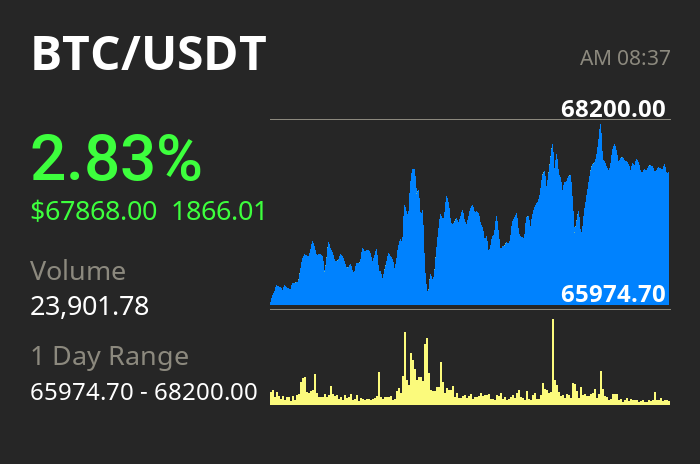 BTC/USDT
AM 08:37
68200.00
2.83%
$67868.00 1866.01
Volume
23,901.78
65974.70
1 Day Range
65974.70 - 68200.00